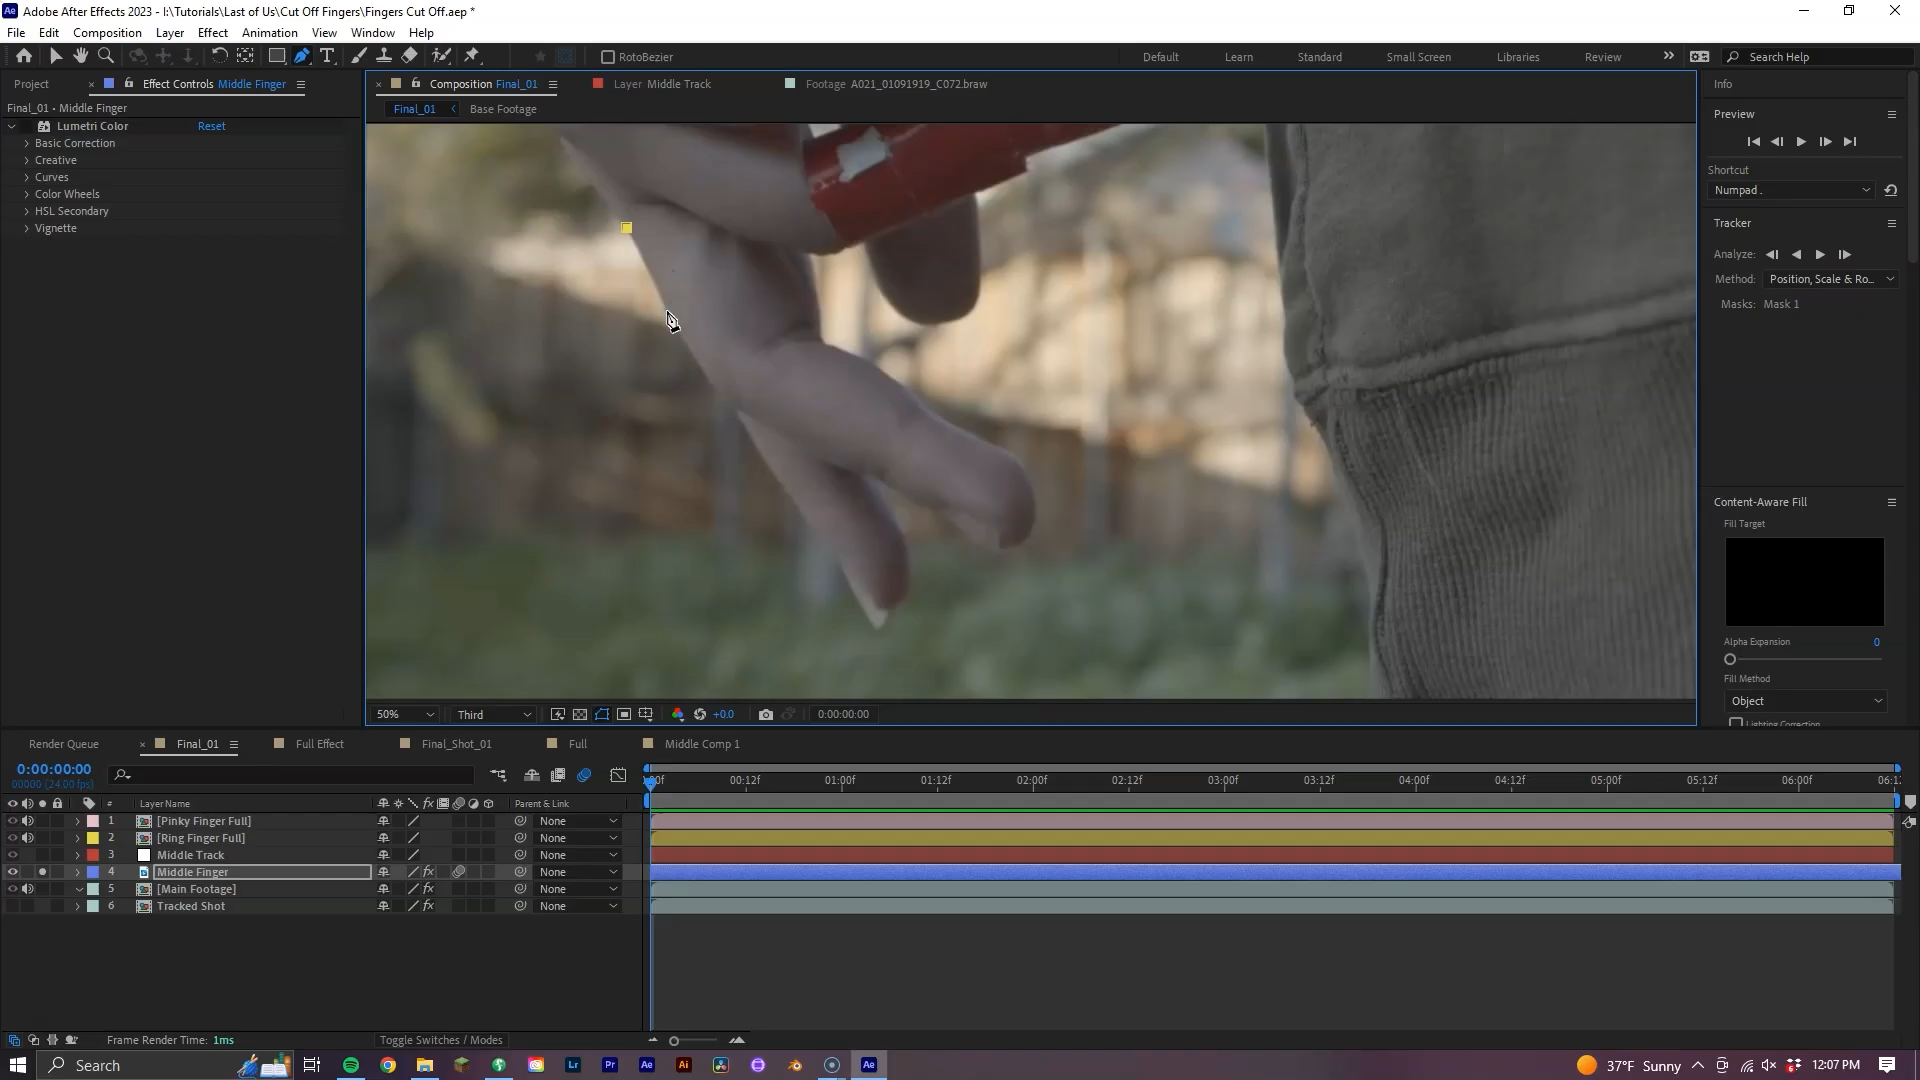 Adobe After Effects 2023 - I:\Tutorials\Last of Us\Cut Off Fingers\Fingers Cut Off.aep *
File Edit Composition Layer Effect Animation View Window Help
RotoBezier Default Learn Standard Small Screen Libraries Review Search Help
Project Effect Controls Middle Finger Composition Final_01 Layer Middle Track Footage A021_01091919_C072.braw Info
Final_01 • Middle Finger Final_01 Base Footage
Lumetri Color Reset
Basic Correction
Creative
Curves
Color Wheels
HSL Secondary
Vignette
Preview
Shortcut
Numpad .
Tracker
Analyze:
Method: Position, Scale & Ro...
Masks: Mask 1
Content-Aware Fill
Fill Target
Alpha Expansion 0
Fill Method
Object
Lighting Correction
50% Third +0.0 0:00:00:00
Render Queue Final_01 Full Effect Final_Shot_01 Full Middle Comp 1
0:00:00:00
00000 (24.00 fps)
00:12f 01:00f 01:12f 02:00f 02:12f 03:00f 03:12f 04:00f 04:12f 05:00f 05:12f 06:00f
# Layer Name Parent & Link
1 [Pinky Finger Full] None
2 [Ring Finger Full] None
3 Middle Track None
4 Middle Finger None
5 [Main Footage] None
6 Tracked Shot None
Frame Render Time: 1ms Toggle Switches / Modes
Search 37°F Sunny 12:07 PM